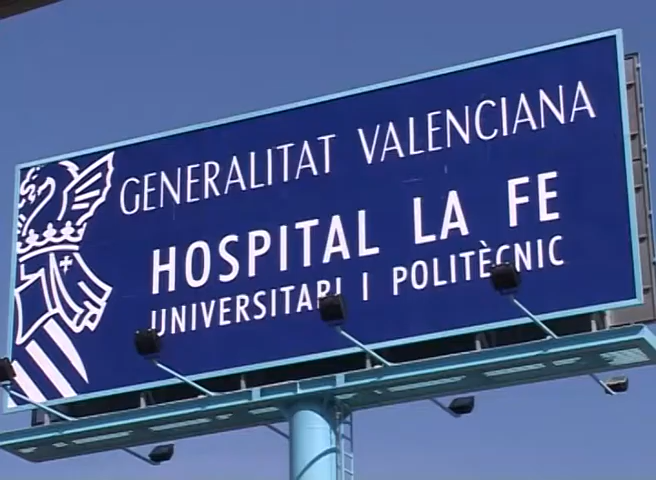 GENERALITAT VALENCIANA
HOSPITAL LA FE
UNIVERSITARI I POLITÈCNIC